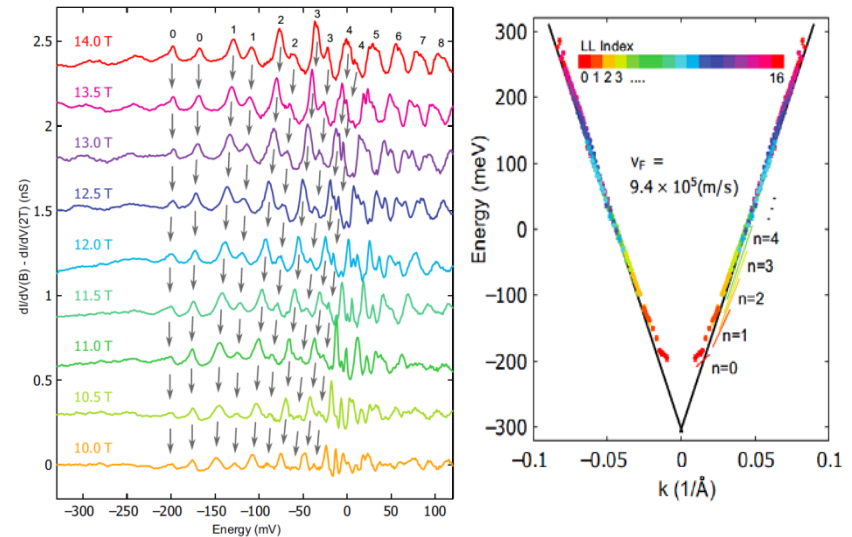 0 0 1 1 2 2 3 3 4 4 5 6 7 8
14.0 T
13.5 T
13.0 T
12.5 T
12.0 T
11.5 T
11.0 T
10.5 T
10.0 T
2.5
2
1.5
1
0.5
0
dI/dV(B) - dI/dV(2T) (nS)
−300 −250 −200 −150 −100 −50 0 50 100
Energy (mV)
300
200
100
0
−100
−200
−300
Energy (meV)
LL Index
0 1 2 3 .... 16
v_F =
9.4 × 10⁵(m/s)
n=4
n=3
n=2
n=1
n=0
−0.1 −0.05 0 0.05 0.1
k (1/Å)